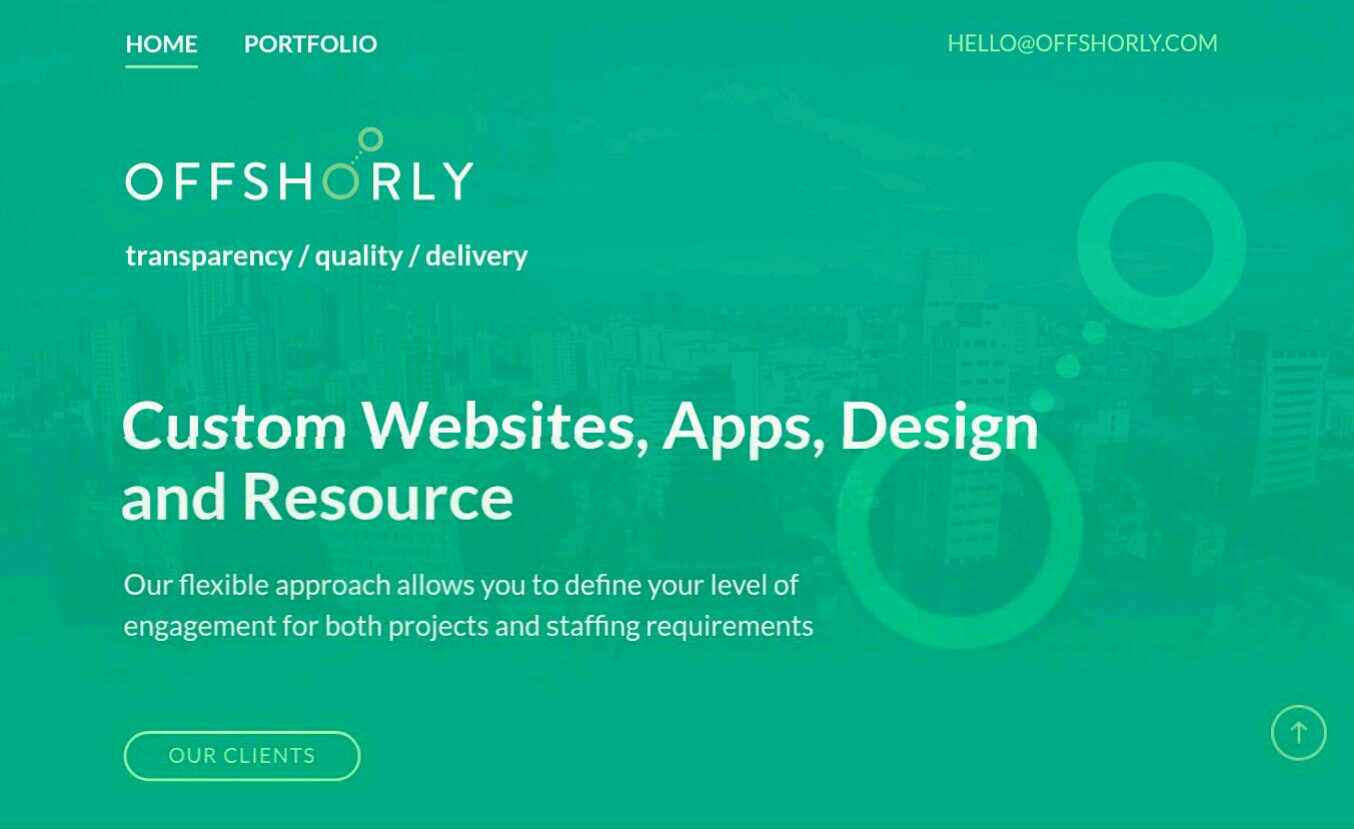 HOME PORTFOLIO HELLO@OFFSHORLY.COM
OFFSHORLY
transparency / quality / delivery
Custom Websites, Apps, Design
and Resource
Our flexible approach allows you to define your level of
engagement for both projects and staffing requirements
OUR CLIENTS